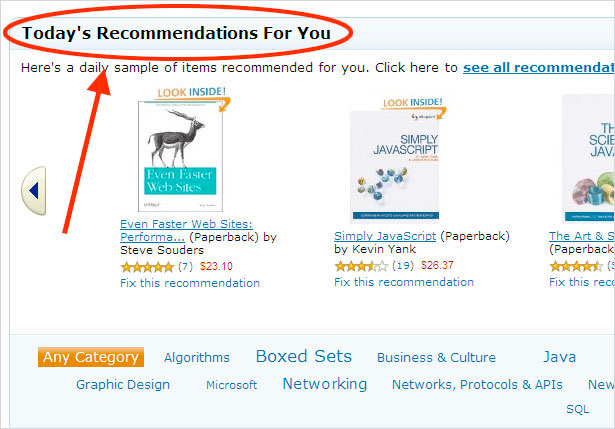 Today's Recommendations For You
Here's a daily sample of items recommended for you. Click here to see all recommendat
LOOK INSIDE!
Even Faster
Web Sites
O'REILLY
Even Faster Web Sites:
Performa... (Paperback) by
Steve Souders
(7) $23.10
Fix this recommendation
LOOK INSIDE!
SIMPLY
JAVASCRIPT
Simply JavaScript (Paperback)
by Kevin Yank
(19) $26.37
Fix this recommendation
TH
SCIEN
JAVA
The Art & S
(Paperback)
(5
Fix this re
Any Category Algorithms Boxed Sets Business & Culture Java
Graphic Design Microsoft Networking Networks, Protocols & APIs New
SQL